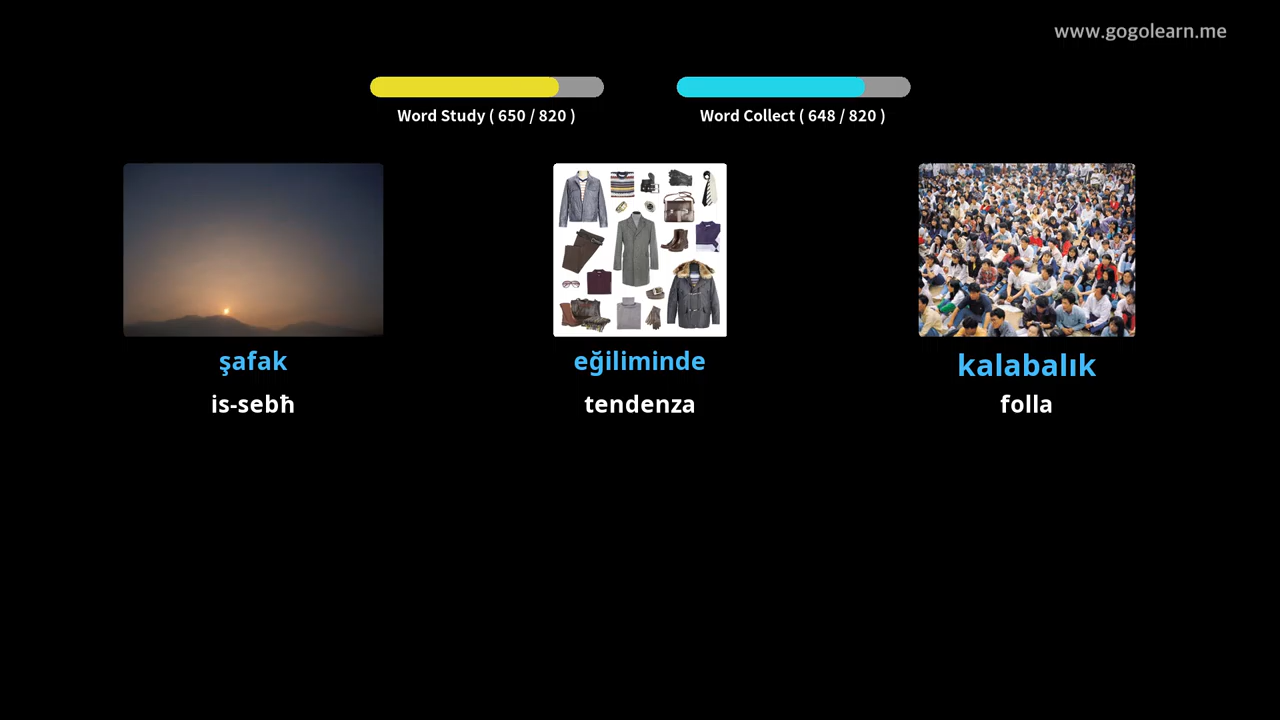 www.gogolearn.me
Word Study ( 650 / 820 )
Word Collect ( 648 / 820 )
şafak
is-sebħ
eğiliminde
tendenza
kalabalık
folla